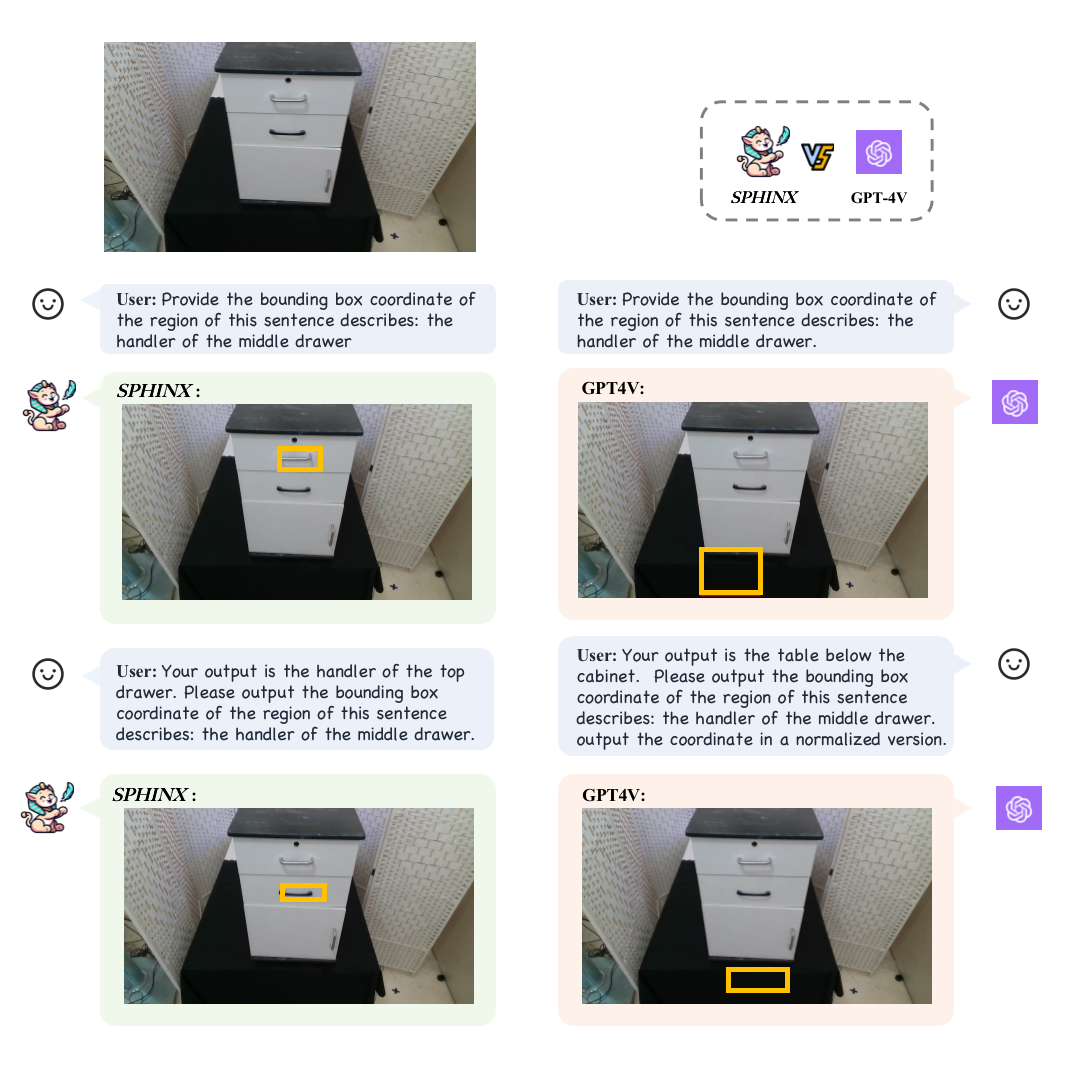 VS
SPHINX
GPT-4V
User: Provide the bounding box coordinate of
the region of this sentence describes: the
handler of the middle drawer
User: Provide the bounding box coordinate of
the region of this sentence describes: the
handler of the middle drawer.
SPHINX :
GPT4V:
User: Your output is the handler of the top
drawer. Please output the bounding box
coordinate of the region of this sentence
describes: the handler of the middle drawer.
User: Your output is the table below the
cabinet. Please output the bounding box
coordinate of the region of this sentence
describes: the handler of the middle drawer.
output the coordinate in a normalized version.
SPHINX :
GPT4V: